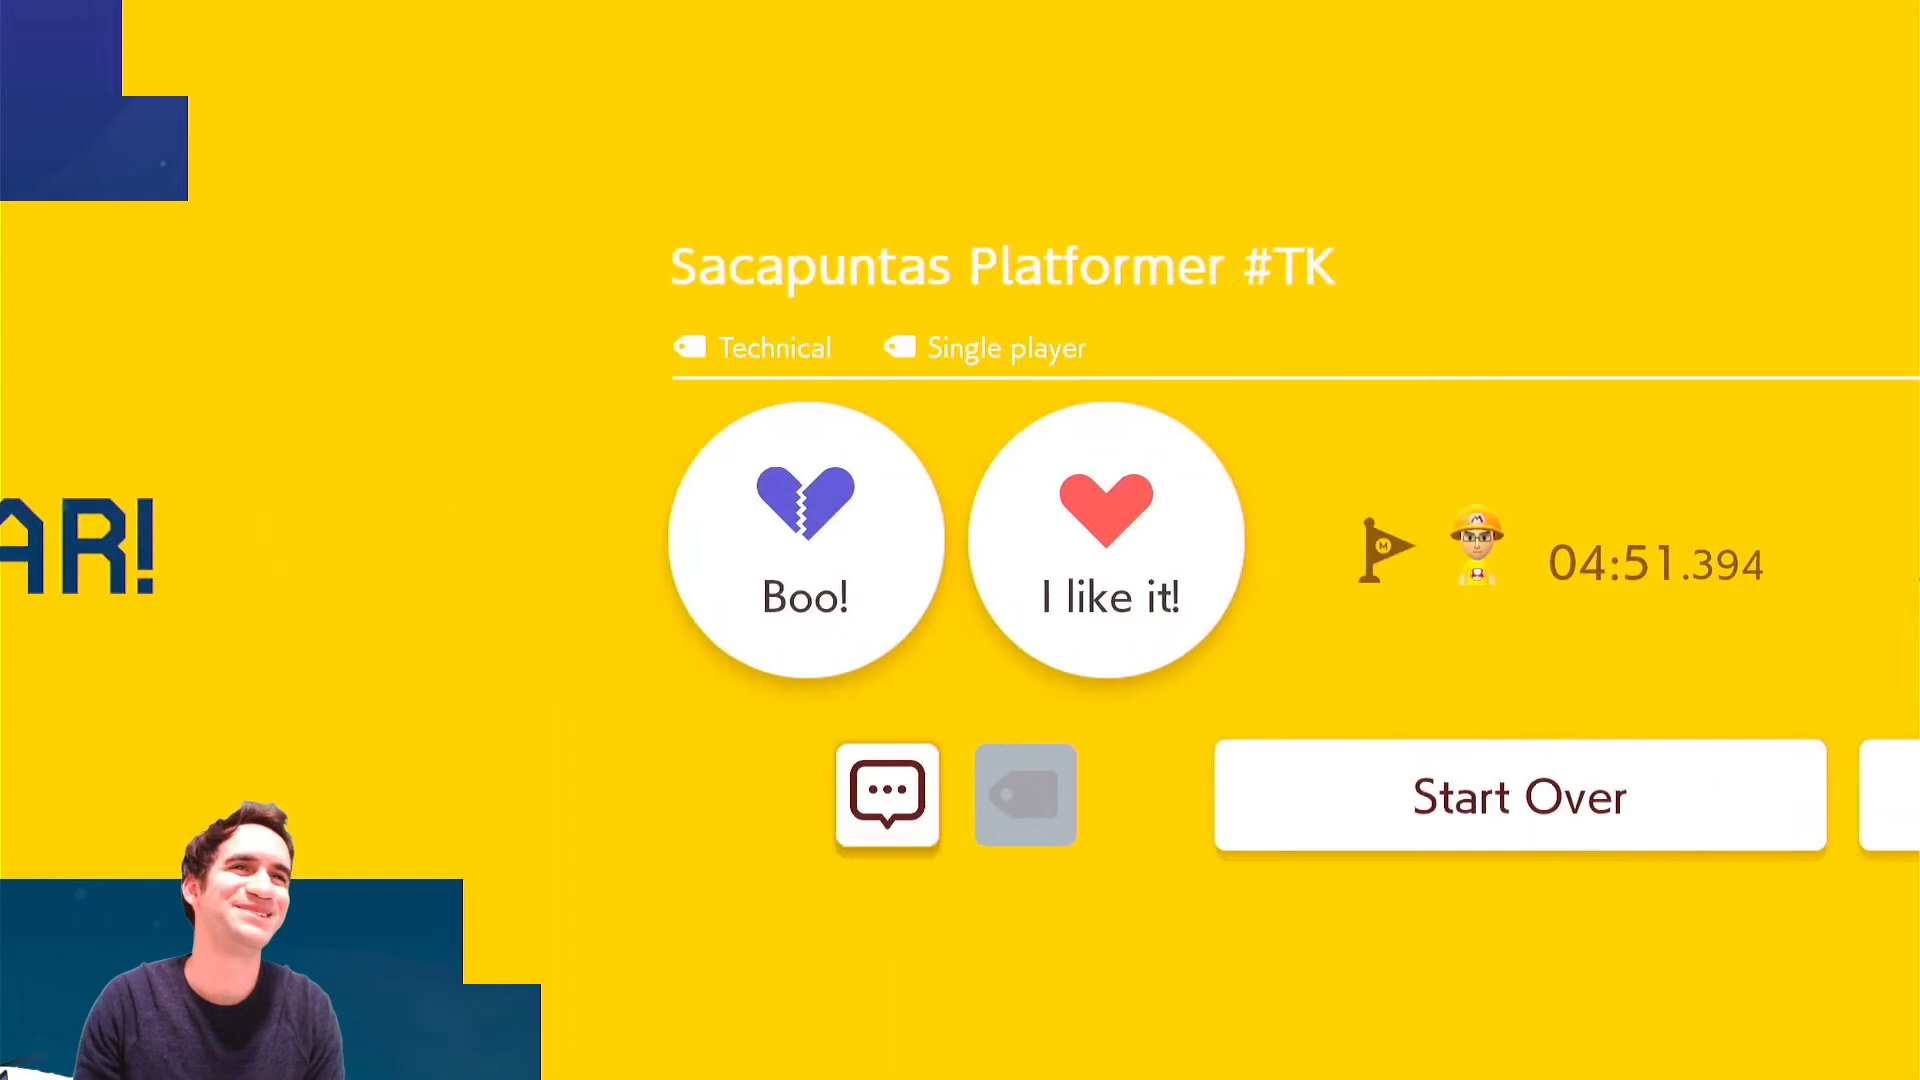 Sacapuntas Platformer #TK
Technical Single player
AR!
Boo! I like it! 04:51.394
Start Over